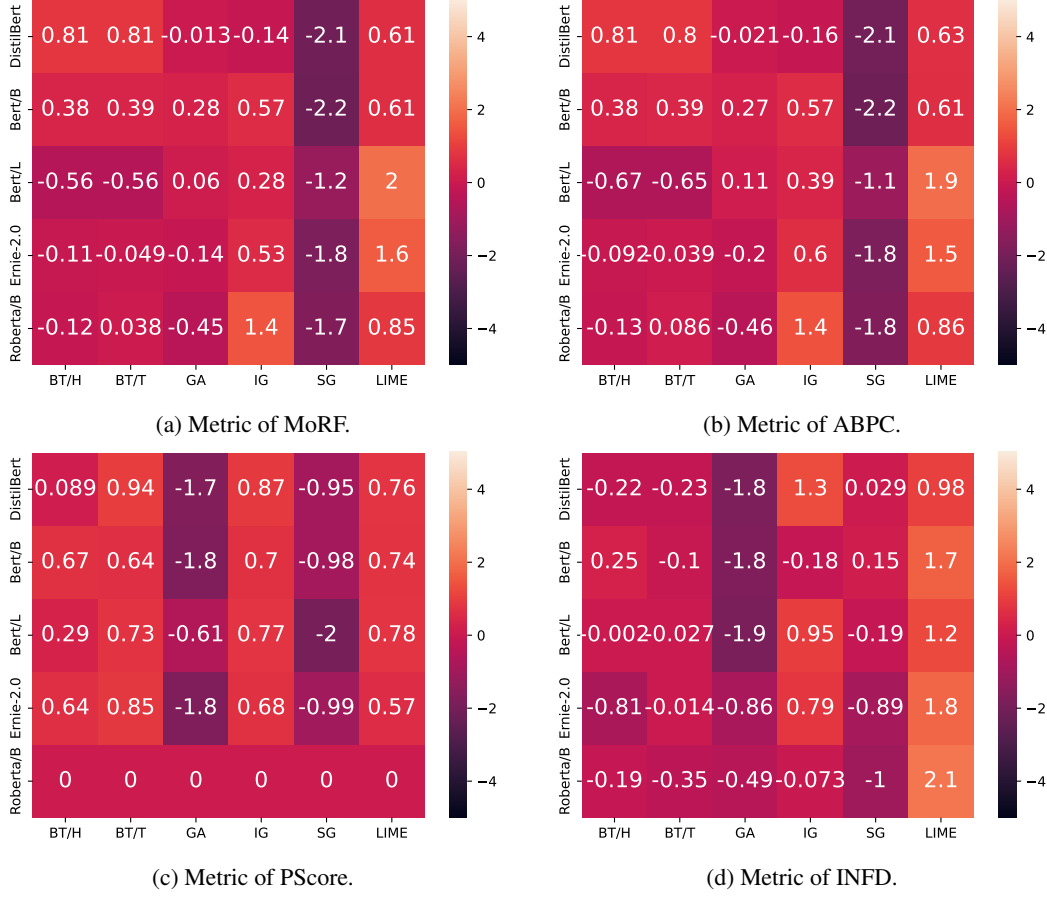 DistilBert 0.81 0.81 -0.013 -0.14 -2.1 0.61 4
Bert/B 0.38 0.39 0.28 0.57 -2.2 0.61 2
Bert/L -0.56 -0.56 0.06 0.28 -1.2 2 0
Ernie-2.0 -0.11 -0.049 -0.14 0.53 -1.8 1.6 −2
Roberta/B -0.12 0.038 -0.45 1.4 -1.7 0.85 −4
BT/H BT/T GA IG SG LIME
(a) Metric of MoRF.
DistilBert 0.81 0.8 -0.021 -0.16 -2.1 0.63 4
Bert/B 0.38 0.39 0.27 0.57 -2.2 0.61 2
Bert/L -0.67 -0.65 0.11 0.39 -1.1 1.9 0
Ernie-2.0 -0.092 -0.039 -0.2 0.6 -1.8 1.5 −2
Roberta/B -0.13 0.086 -0.46 1.4 -1.8 0.86 −4
BT/H BT/T GA IG SG LIME
(b) Metric of ABPC.
DistilBert 0.94 -1.7 0.87 -0.95 0.76 4
Bert/B 0.67 0.64 -1.8 0.7 -0.98 0.74 2
Bert/L 0.29 0.73 -0.61 0.77 -2 0.78 0
Ernie-2.0 0.64 0.85 -1.8 0.68 -0.99 0.57 −2
Roberta/B 0 0 0 0 0 0 −4
BT/H BT/T GA IG SG LIME
(c) Metric of PScore.
DistilBert -0.22 -0.23 -1.8 1.3 0.029 0.98 4
Bert/B 0.25 -0.1 -1.8 -0.18 0.15 1.7 2
Bert/L -0.027 -1.9 0.95 -0.19 1.2 0
Ernie-2.0 -0.81 -0.014 -0.86 0.79 -0.89 1.8 −2
Roberta/B -0.19 -0.35 -0.49 -0.073 -1 2.1 −4
BT/H BT/T GA IG SG LIME
(d) Metric of INFD.